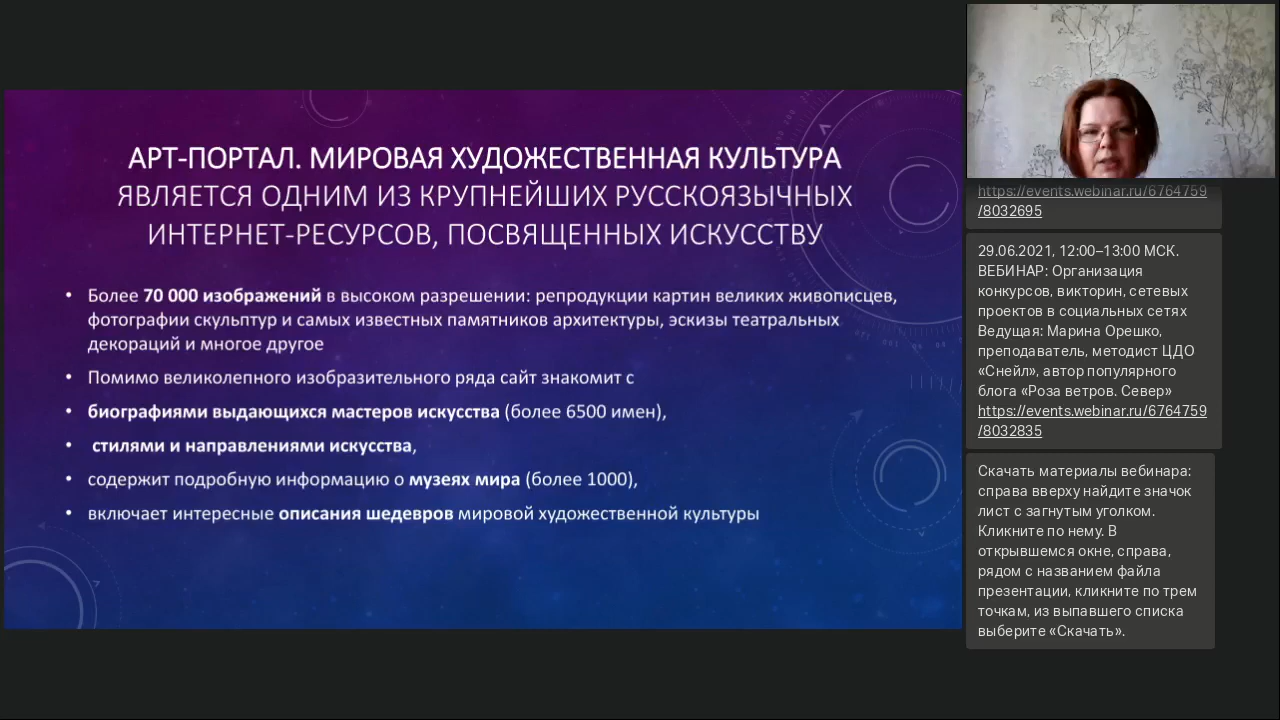 АРТ-ПОРТАЛ. МИРОВАЯ ХУДОЖЕСТВЕННАЯ КУЛЬТУРА
ЯВЛЯЕТСЯ ОДНИМ ИЗ КРУПНЕЙШИХ РУССКОЯЗЫЧНЫХ
ИНТЕРНЕТ-РЕСУРСОВ, ПОСВЯЩЕННЫХ ИСКУССТВУ
• Более 70 000 изображений в высоком разрешении: репродукции картин великих живописцев,
фотографии скульптур и самых известных памятников архитектуры, эскизы театральных
декораций и многое другое
• Помимо великолепного изобразительного ряда сайт знакомит с
• биографиями выдающихся мастеров искусства (более 6500 имен),
• стилями и направлениями искусства,
• содержит подробную информацию о музеях мира (более 1000),
• включает интересные описания шедевров мировой художественной культуры
https://events.webinar.ru/6764759
/8032695
29.06.2021, 12:00–13:00 МСК.
ВЕБИНАР: Организация
конкурсов, викторин, сетевых
проектов в социальных сетях
Ведущая: Марина Орешко,
преподаватель, методист ЦДО
«Снейл», автор популярного
блога «Роза ветров. Север»
https://events.webinar.ru/6764759
/8032835
Скачать материалы вебинара:
справа вверху найдите значок
лист с загнутым уголком.
Кликните по нему. В
открывшемся окне, справа,
рядом с названием файла
презентации, кликните по трем
точкам, из выпавшего списка
выберите «Скачать».